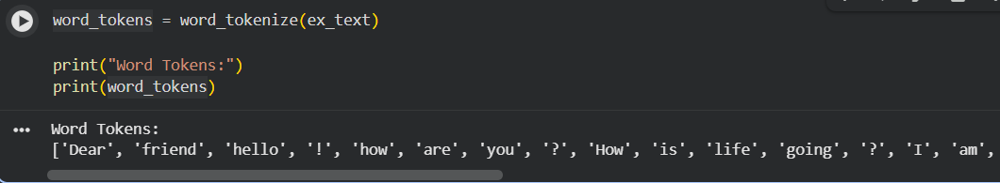 word_tokens = word_tokenize(ex_text)
print("Word Tokens:")
print(word_tokens)
Word Tokens:
['Dear', 'friend', 'hello', '!', 'how', 'are', 'you', '?', 'How', 'is', 'life', 'going', '?', 'I', 'am',